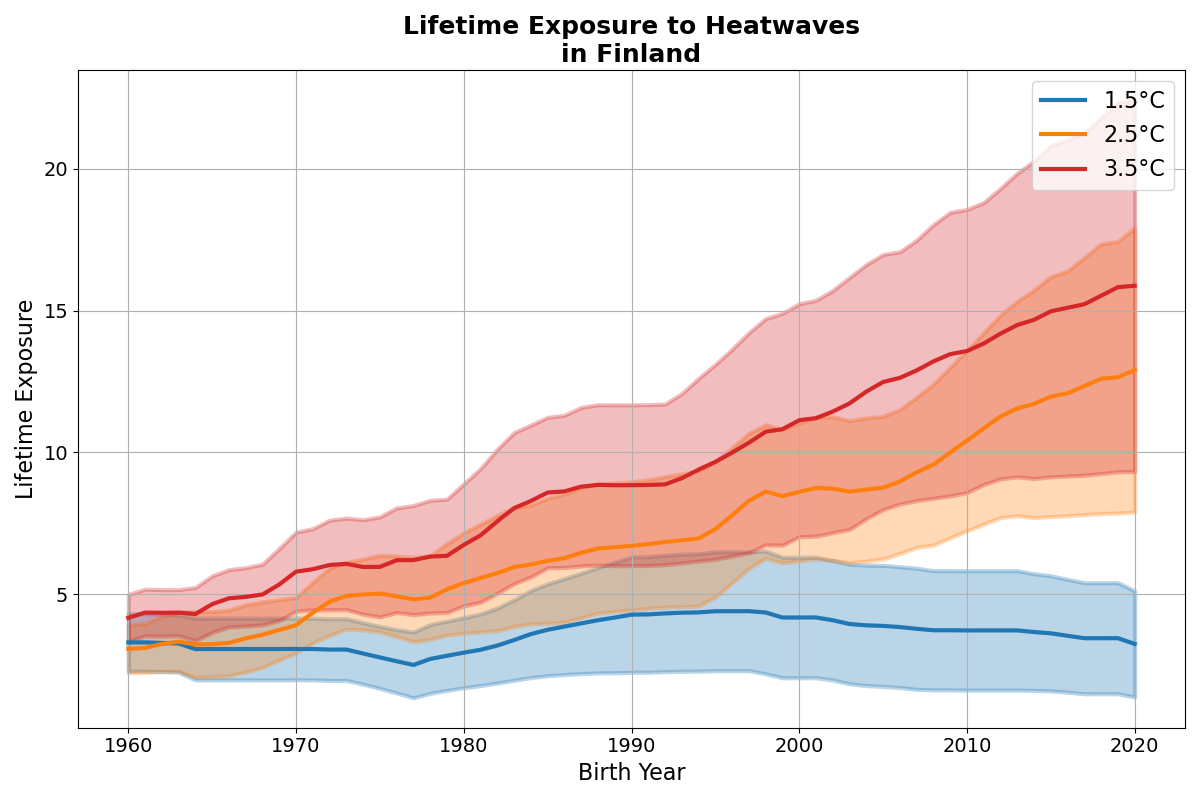 Lifetime Exposure to Heatwaves
in Finland
1.5°C
2.5°C
3.5°C
Lifetime Exposure
20
15
10
5
1960
1970
1980
1990
2000
2010
2020
Birth Year